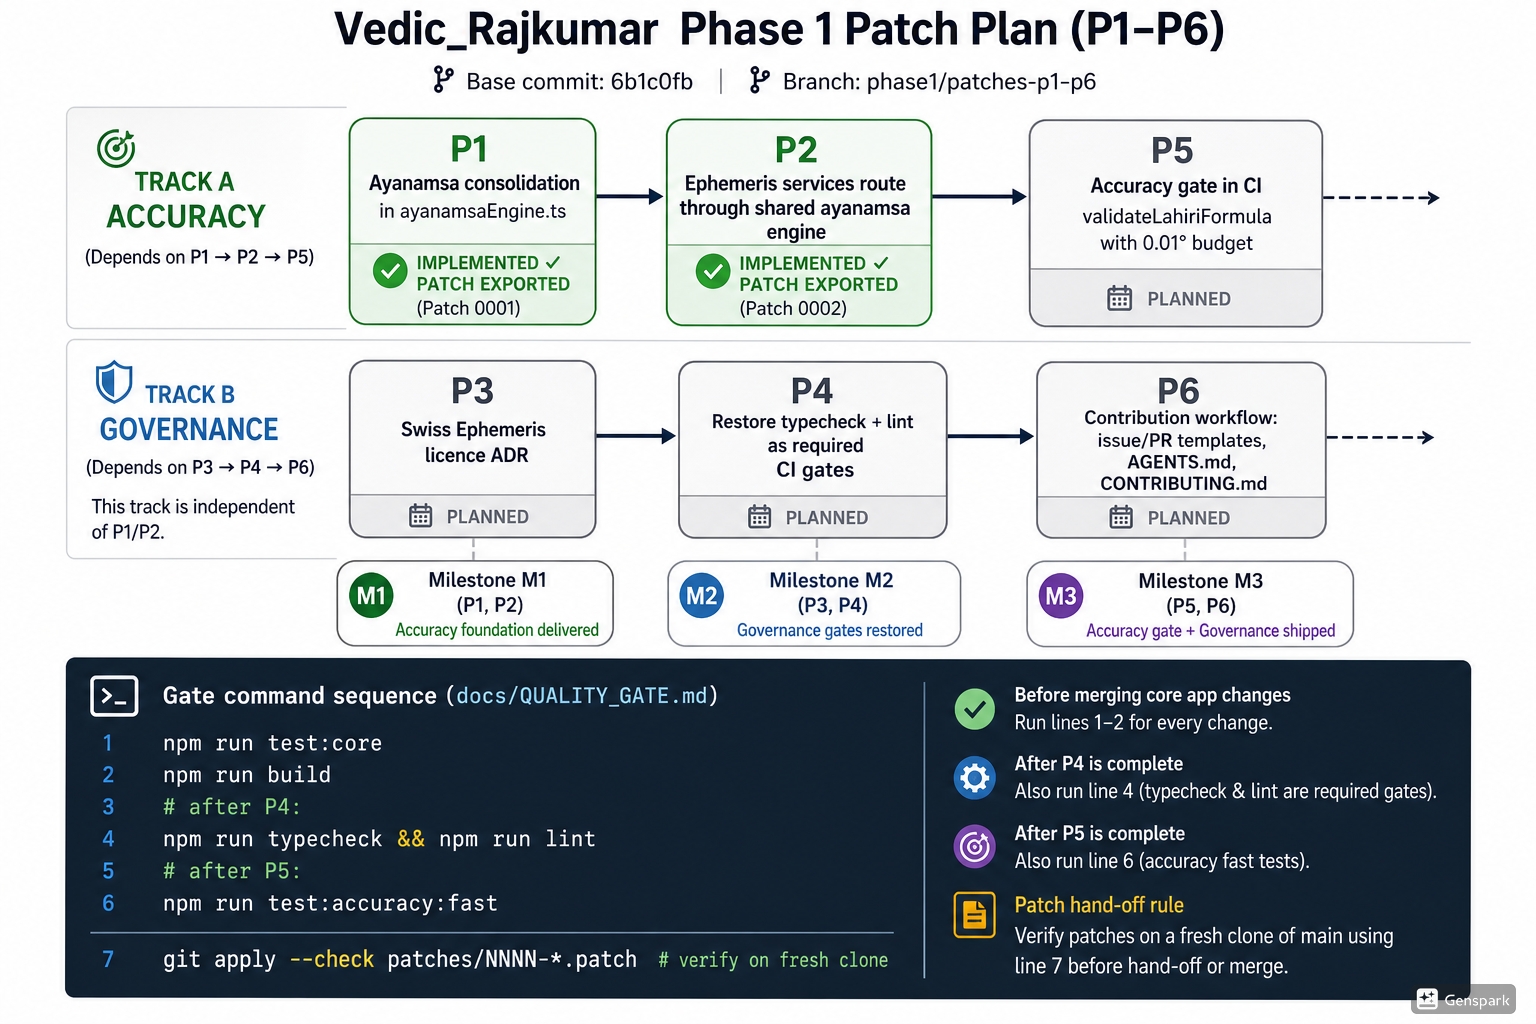 Vedic_Rajkumar Phase 1 Patch Plan (P1–P6)
Base commit: 6b1c0fb | Branch: phase1/patches-p1-p6
TRACK A
ACCURACY
(Depends on P1 → P2 → P5)
P1
Ayanamsa consolidation
in ayanamsaEngine.ts
IMPLEMENTED ✓
PATCH EXPORTED
(Patch 0001)
P2
Ephemeris services route
through shared ayanamsa
engine
IMPLEMENTED ✓
PATCH EXPORTED
(Patch 0002)
P5
Accuracy gate in CI
validateLahiriFormula
with 0.01° budget
PLANNED
TRACK B
GOVERNANCE
(Depends on P3 → P4 → P6)
This track is independent
of P1/P2.
P3
Swiss Ephemeris
licence ADR
PLANNED
P4
Restore typecheck + lint
as required
CI gates
PLANNED
P6
Contribution workflow:
issue/PR templates,
AGENTS.md,
CONTRIBUTING.md
PLANNED
M1
Milestone M1
(P1, P2)
Accuracy foundation delivered
M2
Milestone M2
(P3, P4)
Governance gates restored
M3
Milestone M3
(P5, P6)
Accuracy gate + Governance shipped
>_ Gate command sequence (docs/QUALITY_GATE.md)
1 npm run test:core
2 npm run build
3 # after P4:
4 npm run typecheck && npm run lint
5 # after P5:
6 npm run test:accuracy:fast
7 git apply --check patches/NNNN-*.patch # verify on fresh clone
Before merging core app changes
Run lines 1–2 for every change.
After P4 is complete
Also run line 4 (typecheck & lint are required gates).
After P5 is complete
Also run line 6 (accuracy fast tests).
Patch hand-off rule
Verify patches on a fresh clone of main using
line 7 before hand-off or merge.
Genspark